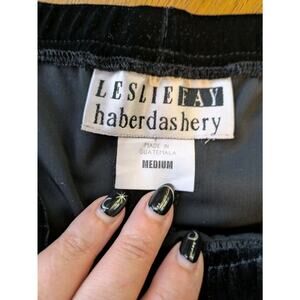 LESLIE FAY
haberdashery
MADE IN
GUATEMALA
MEDIUM